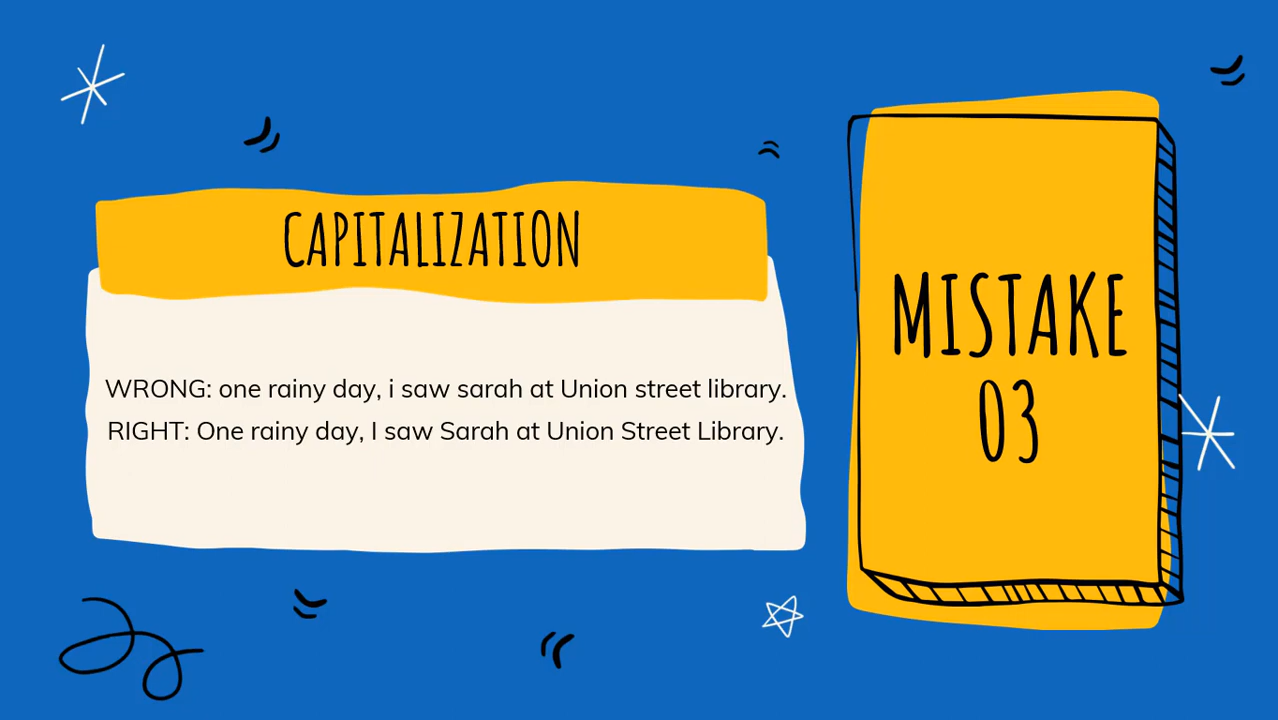 CAPITALIZATION
WRONG: one rainy day, i saw sarah at Union street library.
RIGHT: One rainy day, I saw Sarah at Union Street Library.
MISTAKE
03